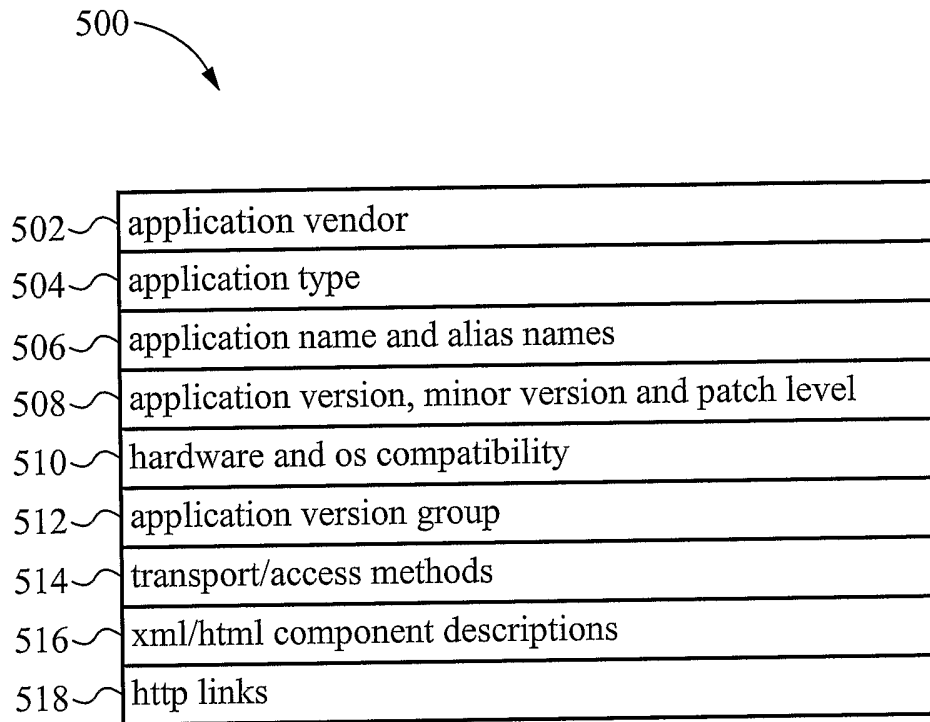 500
502 application vendor
504 application type
506 application name and alias names
508 application version, minor version and patch level
510 hardware and os compatibility
512 application version group
514 transport/access methods
516 xml/html component descriptions
518 http links